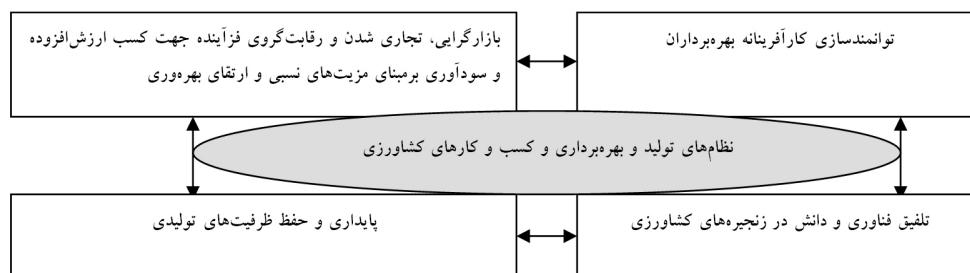 توانمندسازی کارآفرینانه بهره‌برداران
بازارگرایی، تجاری شدن و رقابت‌گروی فزآینده جهت کسب ارزش‌افزوده
و سودآوری برمبنای مزیت‌های نسبی و ارتقای بهره‌وری
نظام‌های تولید و بهره‌برداری و کسب و کارهای کشاورزی
تلفیق فناوری و دانش در زنجیره‌های کشاورزی
پایداری و حفظ ظرفیت‌های تولیدی